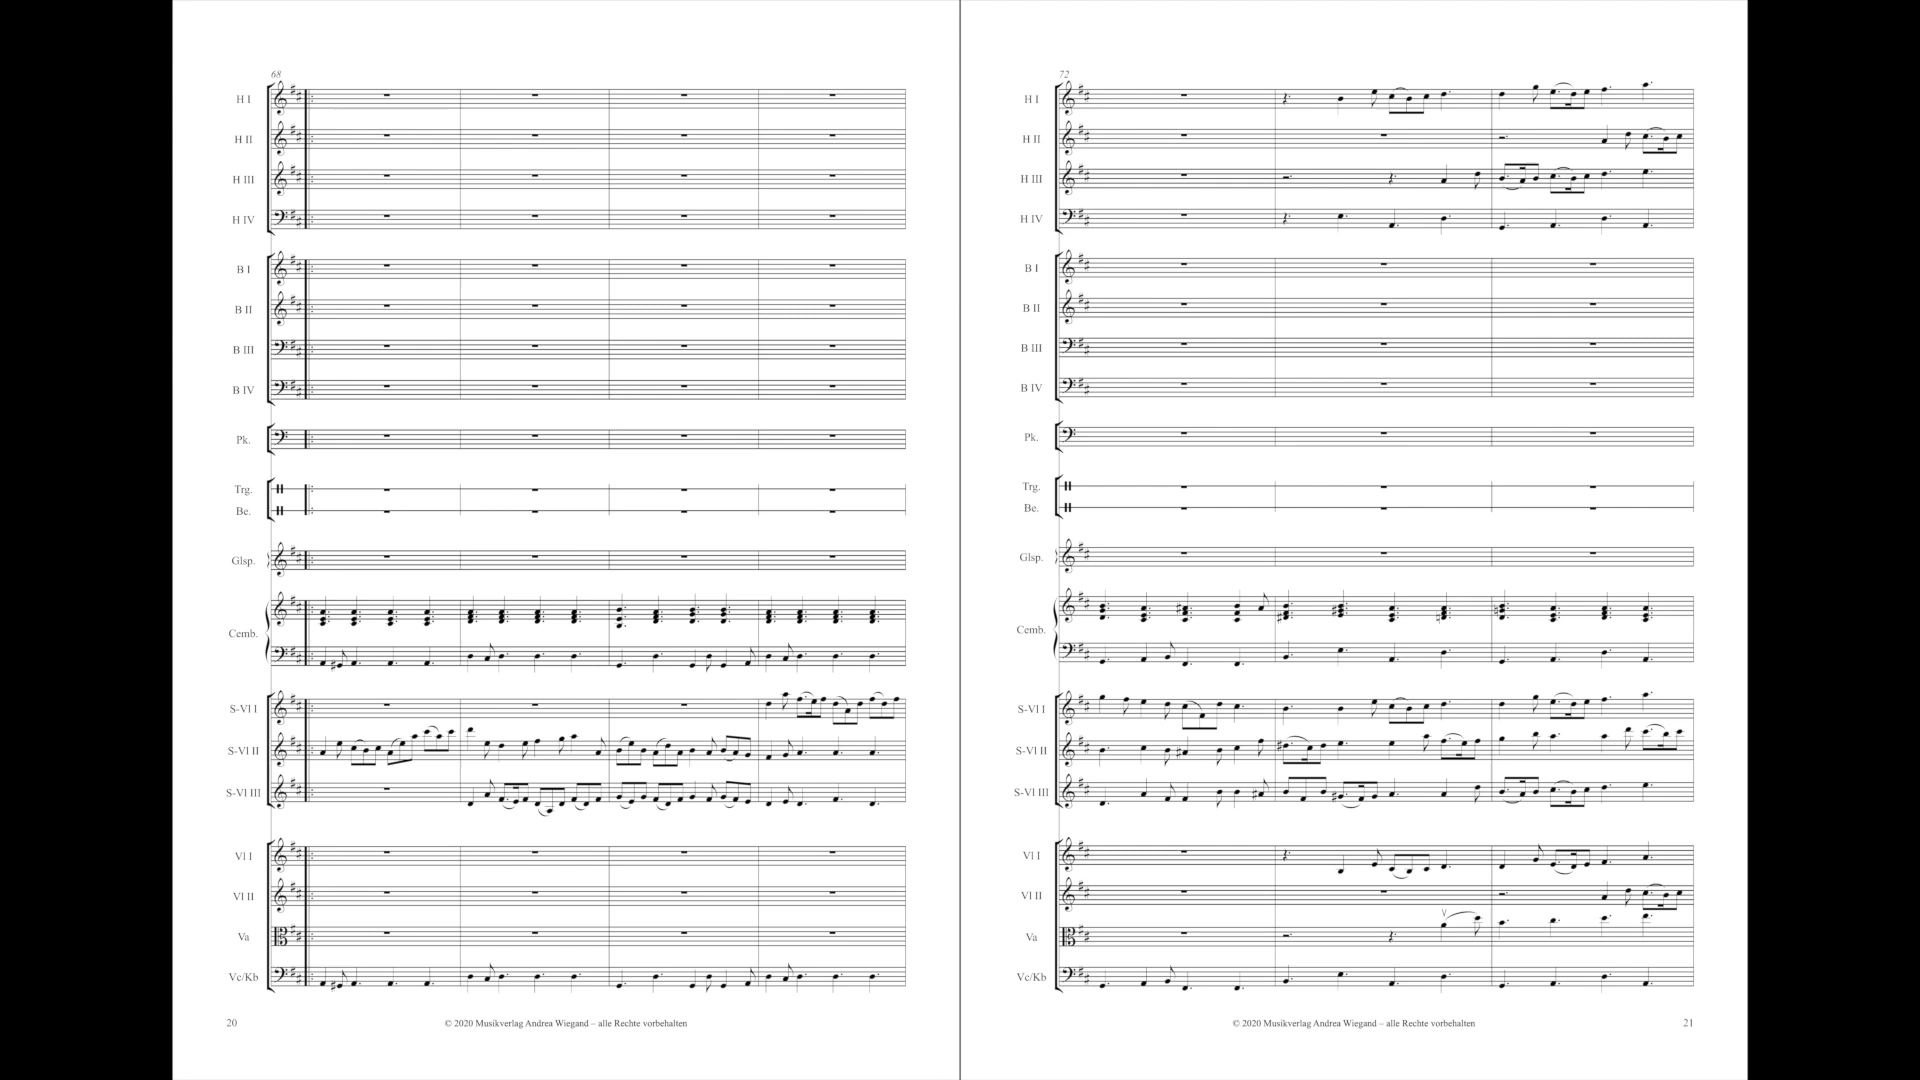 68
H I
H II
H III
H IV
B I
B II
B III
B IV
Pk.
Trg.
Be.
Glsp.
Cemb.
S-Vl I
S-Vl II
S-Vl III
Vl I
Vl II
Va
Vc/Kb
20
© 2020 Musikverlag Andrea Wiegand – alle Rechte vorbehalten
72
H I
H II
H III
H IV
B I
B II
B III
B IV
Pk.
Trg.
Be.
Glsp.
Cemb.
S-Vl I
S-Vl II
S-Vl III
Vl I
Vl II
Va
Vc/Kb
© 2020 Musikverlag Andrea Wiegand – alle Rechte vorbehalten
21